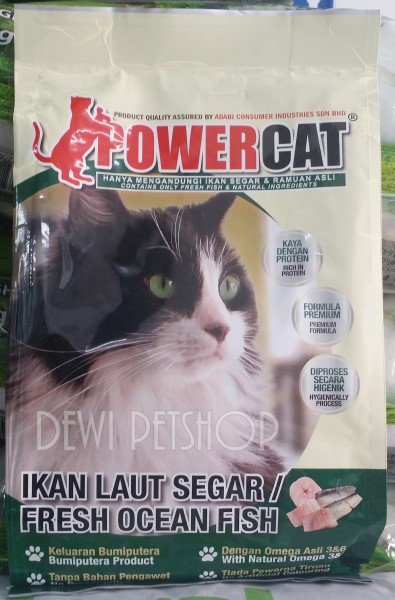 PRODUCT QUALITY ASSURED BY ADABI CONSUMER INDUSTRIES SDN BHD
POWERCAT®
HANYA MENGANDUNGI IKAN SEGAR & RAMUAN ASLI
CONTAINS ONLY FRESH FISH & NATURAL INGREDIENTS
KAYA
DENGAN
PROTEIN
RICH IN
PROTEIN
FORMULA
PREMIUM
PREMIUM
FORMULA
DIPROSES
SECARA
HIGENIK
HYGIENICALLY
PROCESS
DEWI PETSHOP
IKAN LAUT SEGAR /
FRESH OCEAN FISH
Keluaran Bumiputera
Bumiputera Product
Dengan Omega Asli 3&6
With Natural Omega 3&
Tanpa Bahan Pengawet
Tiada Pewarna Tiruan